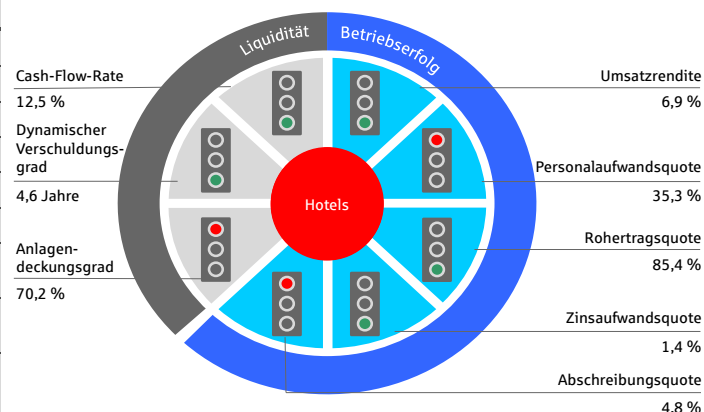 Liquidität
Betriebserfolg
Cash-Flow-Rate
12,5 %
Dynamischer
Verschuldungs-
grad
4,6 Jahre
Anlagen-
deckungsgrad
70,2 %
Hotels
Umsatzrendite
6,9 %
Personalaufwandsquote
35,3 %
Rohertragsquote
85,4 %
Zinsaufwandsquote
1,4 %
Abschreibungsquote
4,8 %